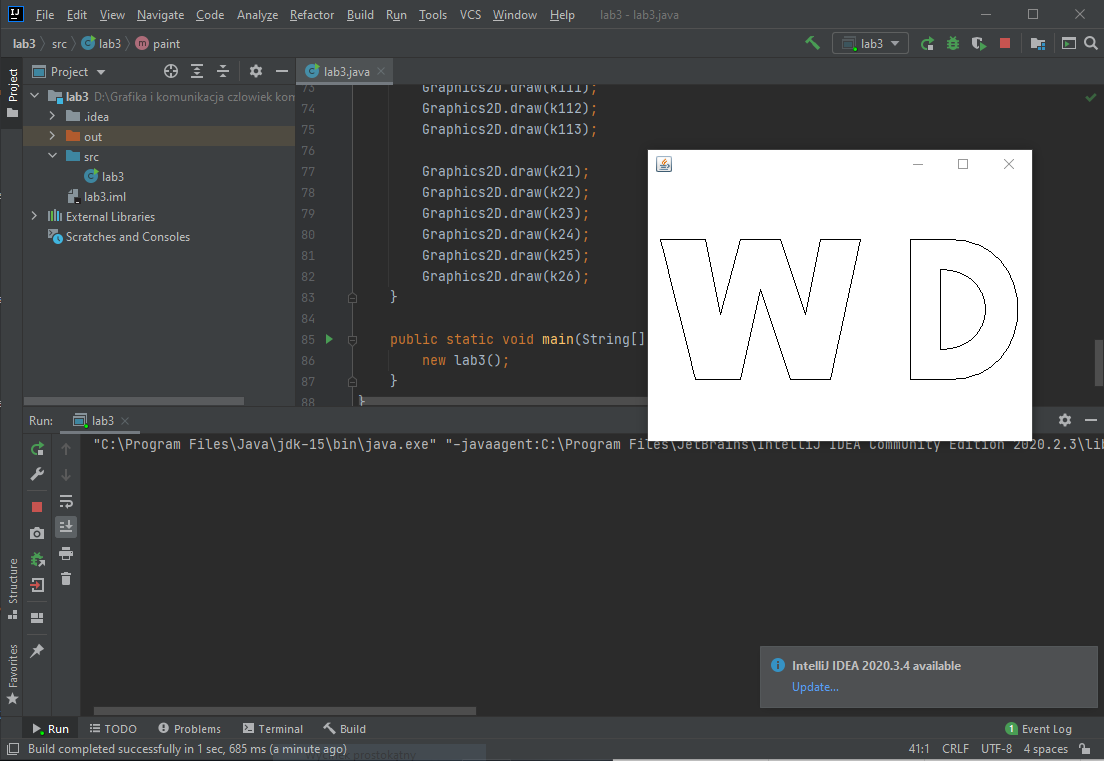 File Edit View Navigate Code Analyze Refactor Build Run Tools VCS Window Help lab3 - lab3.java
lab3 src lab3 paint
lab3
Project
Project
lab3.java
lab3 D:\Grafika i komunikacja czlowiek kom
.idea
out
src
lab3
lab3.iml
External Libraries
Scratches and Consoles
73 Graphics2D.draw(k111);
74 Graphics2D.draw(k112);
75 Graphics2D.draw(k113);
76
77 Graphics2D.draw(k21);
78 Graphics2D.draw(k22);
79 Graphics2D.draw(k23);
80 Graphics2D.draw(k24);
81 Graphics2D.draw(k25);
82 Graphics2D.draw(k26);
83 }
84
85 public static void main(String[]
86 new lab3();
87 }
88 }
W D
Run: lab3
"C:\Program Files\Java\jdk-15\bin\java.exe" "-javaagent:C:\Program Files\JetBrains\IntelliJ IDEA Community Edition 2020.2.3\lib
Structure
Favorites
IntelliJ IDEA 2020.3.4 available
Update...
Run TODO Problems Terminal Build
1 Event Log
Build completed successfully in 1 sec, 685 ms (a minute ago)
41:1 CRLF UTF-8 4 spaces